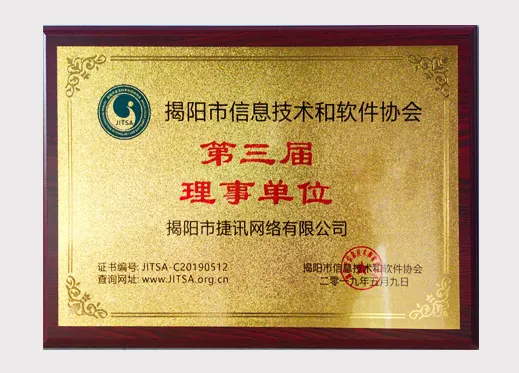 JITSA
揭阳市信息技术和软件协会
第三届
理事单位
揭阳市捷讯网络有限公司
证书编号: JITSA-C20190512
查询网址: www.JITSA.org.cn
揭阳市信息技术和软件协会
二零一九年五月九日